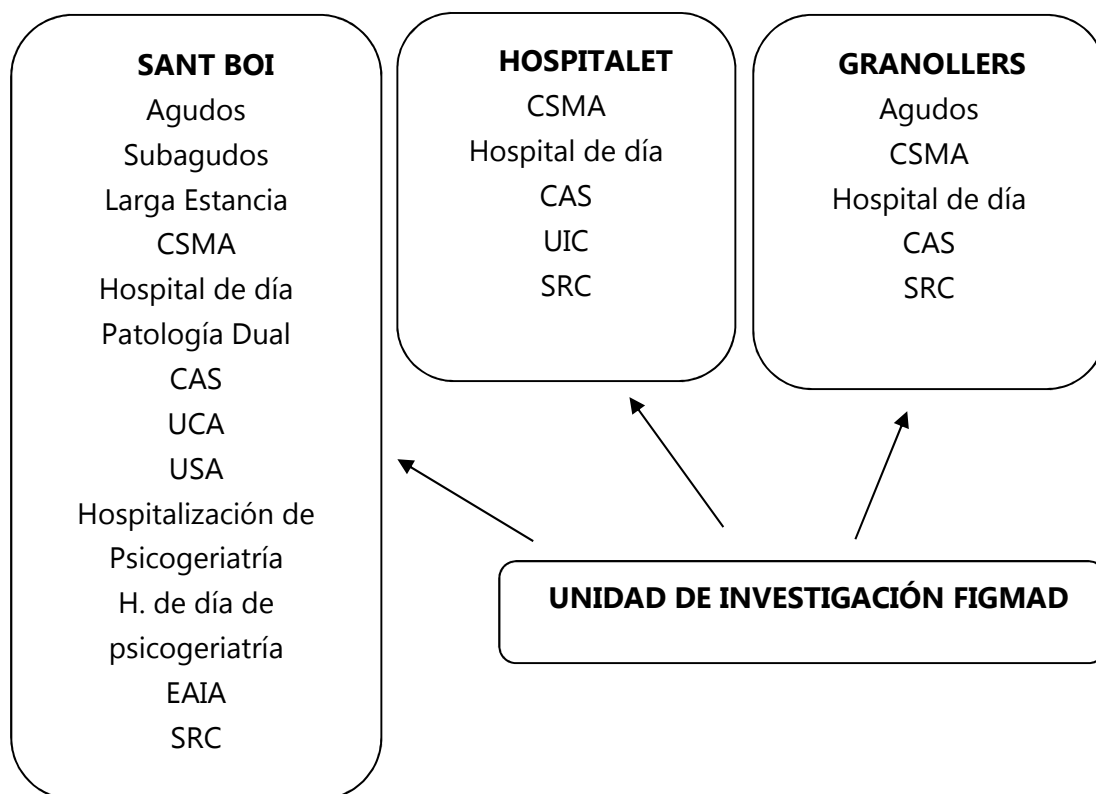 SANT BOI
Agudos
Subagudos
Larga Estancia
CSMA
Hospital de día
Patología Dual
CAS
UCA
USA
Hospitalización de
Psicogeriatría
H. de día de
psicogeriatría
EAIA
SRC
HOSPITALET
CSMA
Hospital de día
CAS
UIC
SRC
GRANOLLERS
Agudos
CSMA
Hospital de día
CAS
SRC
UNIDAD DE INVESTIGACIÓN FIGMAD